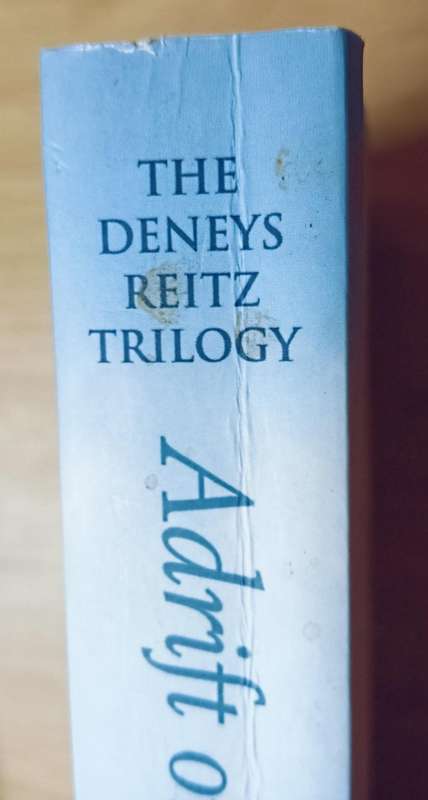 THE
DENEYS
REITZ
TRILOGY
Adrift o